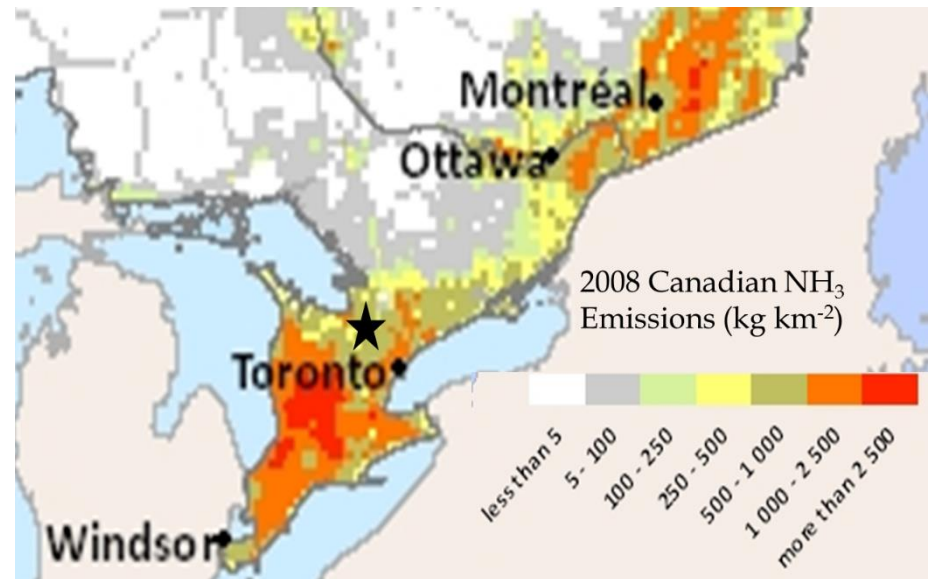 Montréal
Ottawa
2008 Canadian NH₃
Emissions (kg km⁻²)
Toronto
less than 5
5 - 100
100 - 250
250 - 500
500 - 1 000
1 000 - 2 500
more than 2 500
Windsor